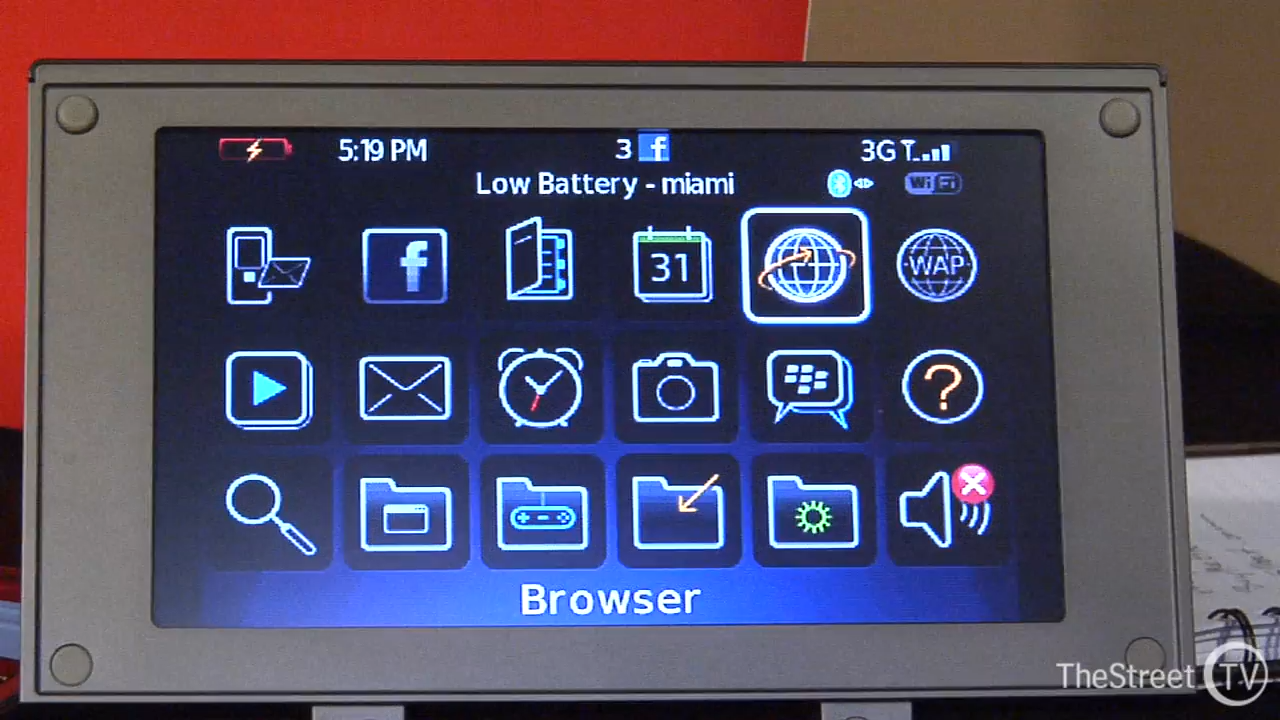 5:19 PM
3 f
3G
Low Battery - miami
WiFi
f
31
WAP
?
Browser
TheStreet TV